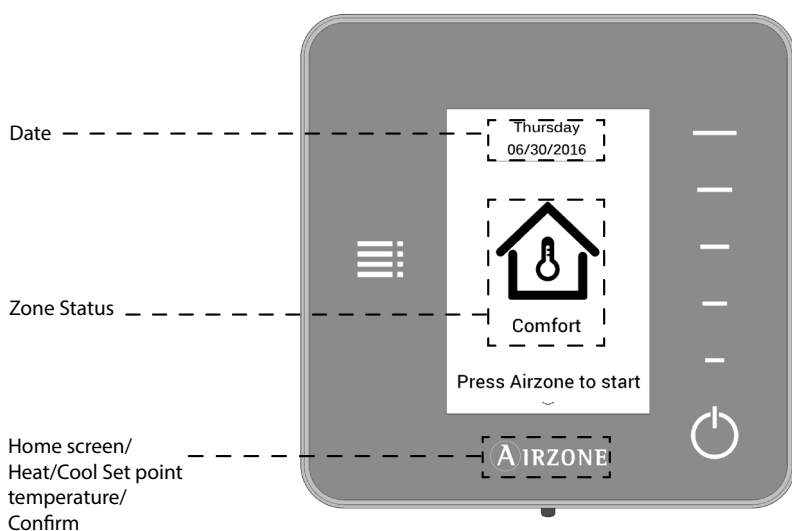 Date
Thursday
06/30/2016
Zone Status
Comfort
Press Airzone to start
Home screen/
Heat/Cool Set point
temperature/
Confirm
AIRZONE